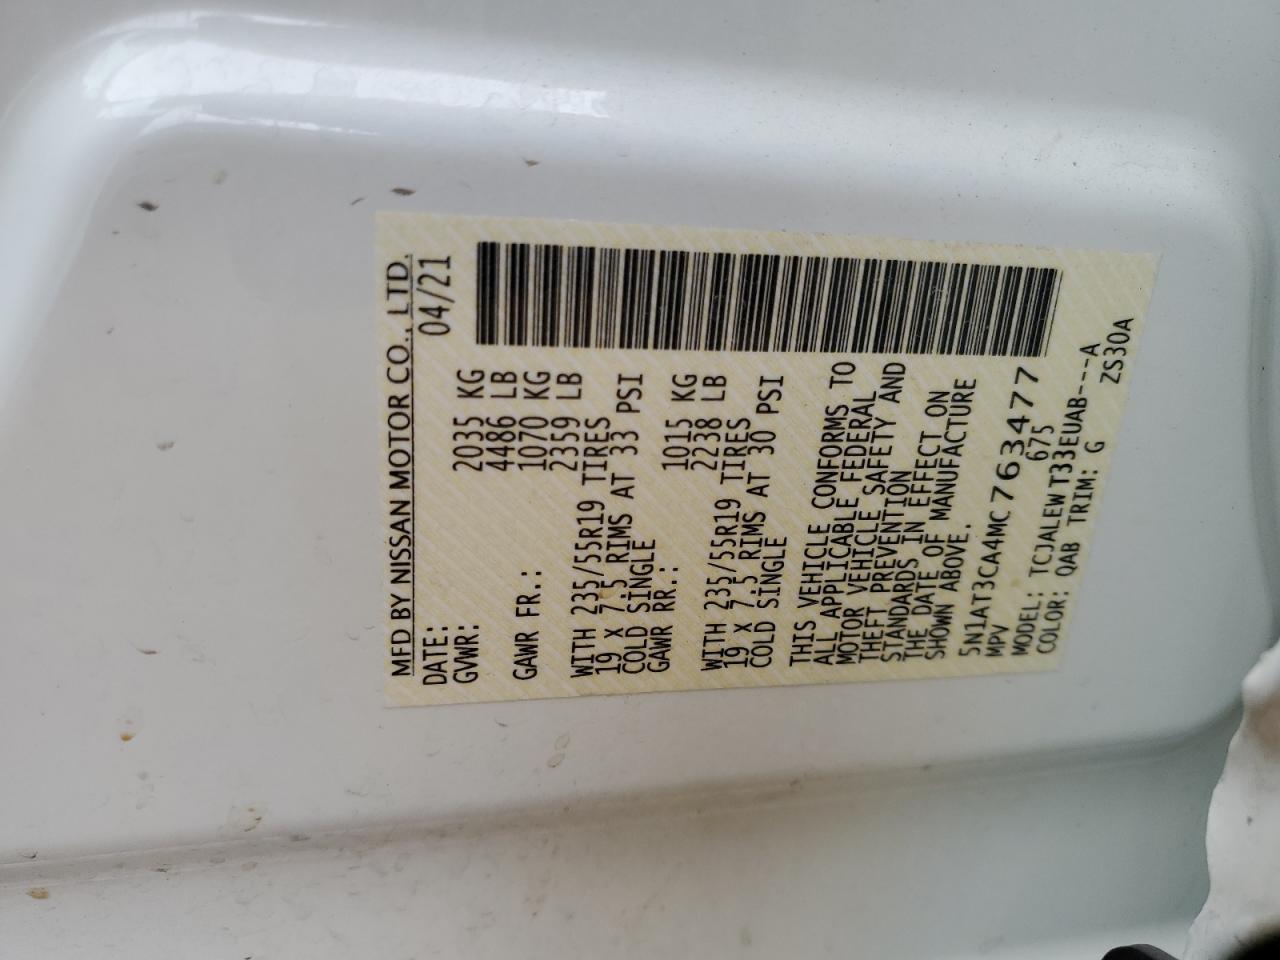 MFD BY NISSAN MOTOR CO., LTD.
DATE: 04/21
GVWR: 2035 KG
4486 LB
GAWR FR.: 1070 KG
2359 LB
WITH 235/55R19 TIRES
19 X 7.5 RIMS AT 33 PSI
COLD SINGLE
GAWR RR.: 1015 KG
2238 LB
WITH 235/55R19 TIRES
19 X 7.5 RIMS AT 30 PSI
COLD SINGLE
THIS VEHICLE CONFORMS TO
ALL APPLICABLE FEDERAL
MOTOR VEHICLE SAFETY AND
THEFT PREVENTION
STANDARDS IN EFFECT ON
THE DATE OF MANUFACTURE
SHOWN ABOVE.
5N1AT3CA4MC763477
MPV 675
MODEL: TCJALEWT33EUAB---A
COLOR: QAB TRIM: G ZS30A